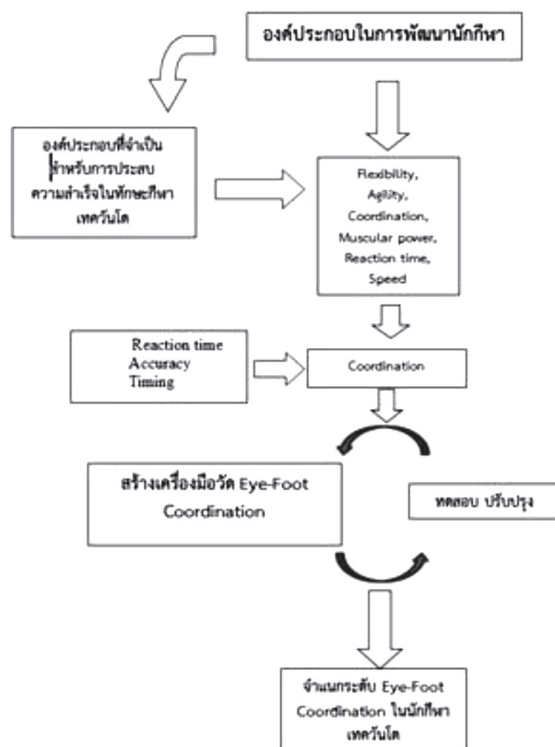 องค์ประกอบในการพัฒนานักกีฬา
องค์ประกอบที่จำเป็น
สำหรับการประสบ
ความสำเร็จในทักษะกีฬา
เทควันโด
Flexibility,
Agility,
Coordination,
Muscular power,
Reaction time,
Speed
Reaction time
Accuracy
Timing
Coordination
สร้างเครื่องมือวัด Eye-Foot
Coordination
ทดสอบ ปรับปรุง
จำแนกระดับ Eye-Foot
Coordination ในนักกีฬา
เทควันโด